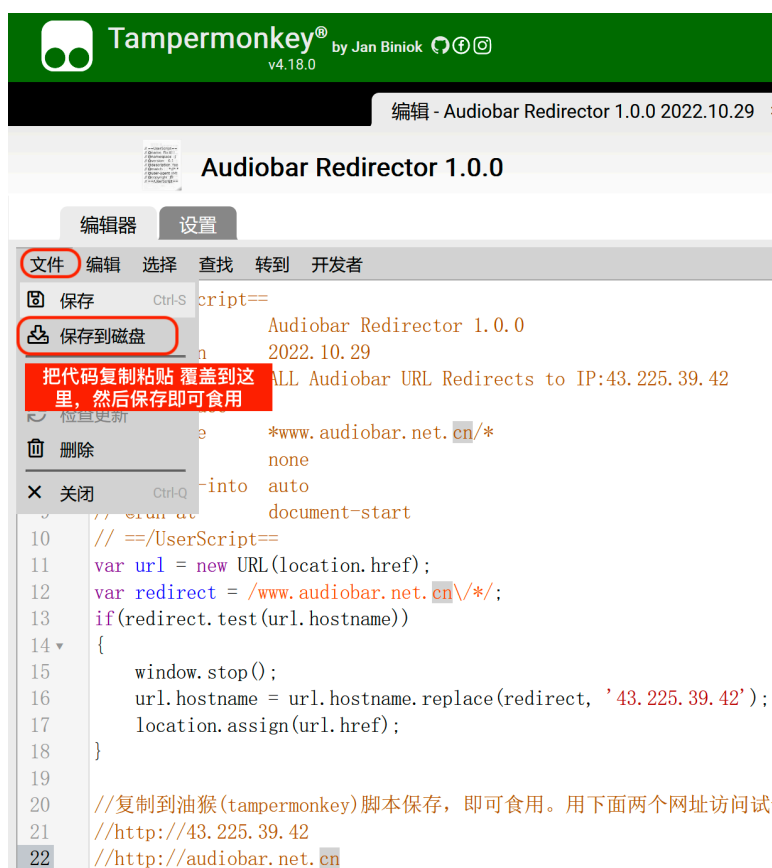 Tampermonkey® by Jan Biniok
v4.18.0
编辑 - Audiobar Redirector 1.0.0 2022.10.29
Audiobar Redirector 1.0.0
编辑器 设置
文件 编辑 选择 查找 转到 开发者
保存 Ctrl-S cript==
Audiobar Redirector 1.0.0
保存到磁盘
n 2022.10.29
把代码复制粘贴 覆盖到这
里，然后保存即可食用
ALL Audiobar URL Redirects to IP:43.225.39.42
检查更新
e *www.audiobar.net.cn/*
删除
none
-into auto
关闭 Ctrl-Q
9 // @run-at document-start
10 // ==/UserScript==
11 var url = new URL(location.href);
12 var redirect = /www.audiobar.net.cn\/*/;
13 if(redirect.test(url.hostname))
14 {
15 window.stop();
16 url.hostname = url.hostname.replace(redirect, '43.225.39.42');
17 location.assign(url.href);
18 }
19
20 //复制到油猴(tampermonkey)脚本保存，即可食用。用下面两个网址访问试
21 //http://43.225.39.42
22 //http://audiobar.net.cn